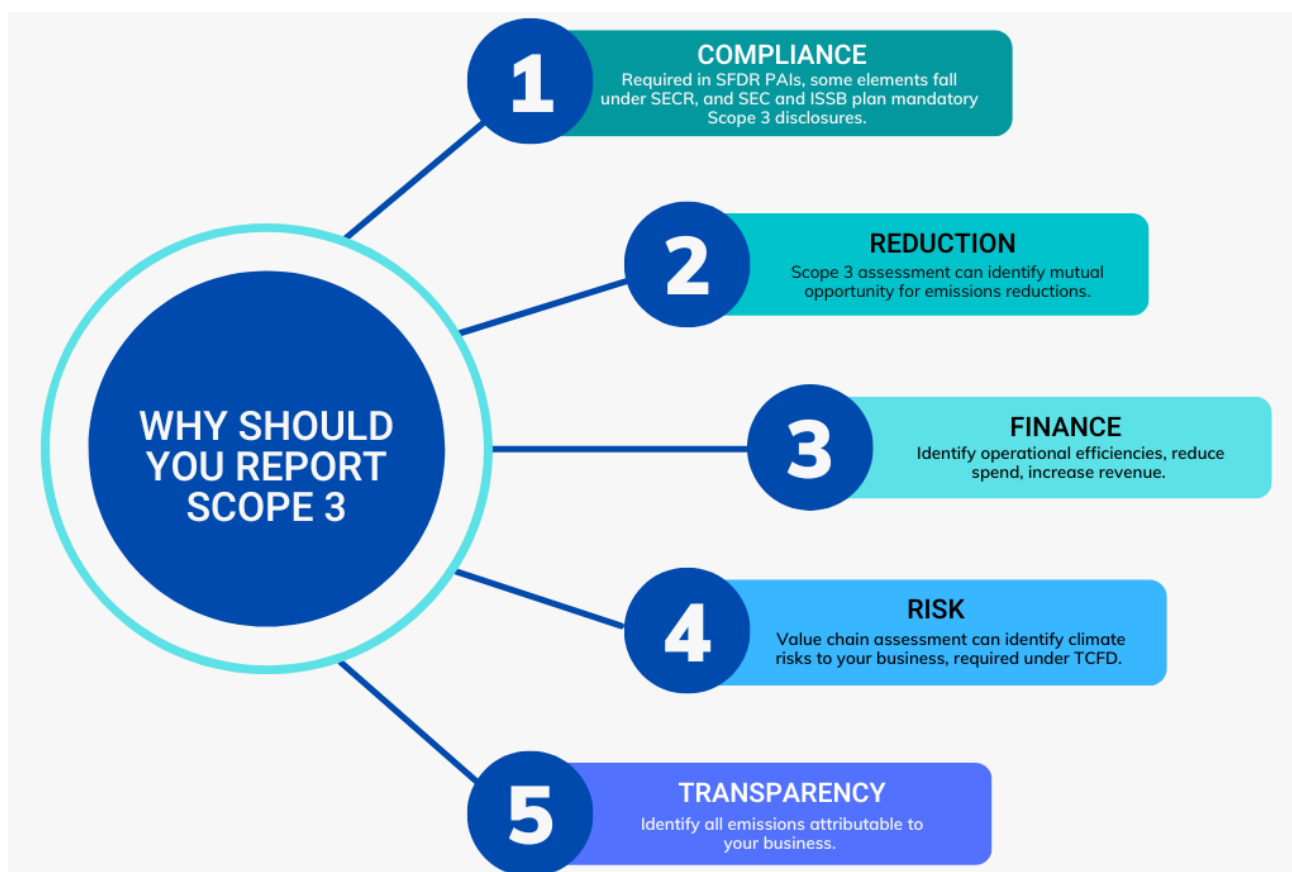 WHY SHOULD
YOU REPORT
SCOPE 3
1
COMPLIANCE
Required in SFDR PAIs, some elements fall
under SECR, and SEC and ISSB plan mandatory
Scope 3 disclosures.
2
REDUCTION
Scope 3 assessment can identify mutual
opportunity for emissions reductions.
3
FINANCE
Identify operational efficiencies, reduce
spend, increase revenue.
4
RISK
Value chain assessment can identify climate
risks to your business, required under TCFD.
5
TRANSPARENCY
Identify all emissions attributable to
your business.